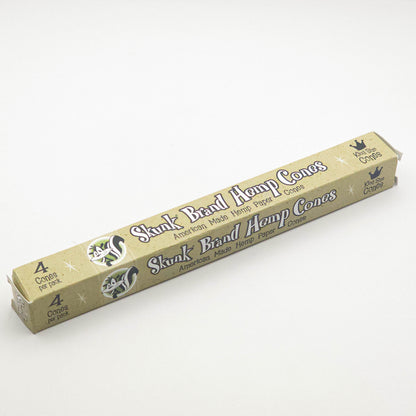 4
Cones
per pack
Skunk Brand Hemp Cones
American Made Hemp Paper Cones
King Size
Cones
4
Cones
per pack
Skunk Brand Hemp Cones
American Made Hemp Paper Cones
King Size
Cones